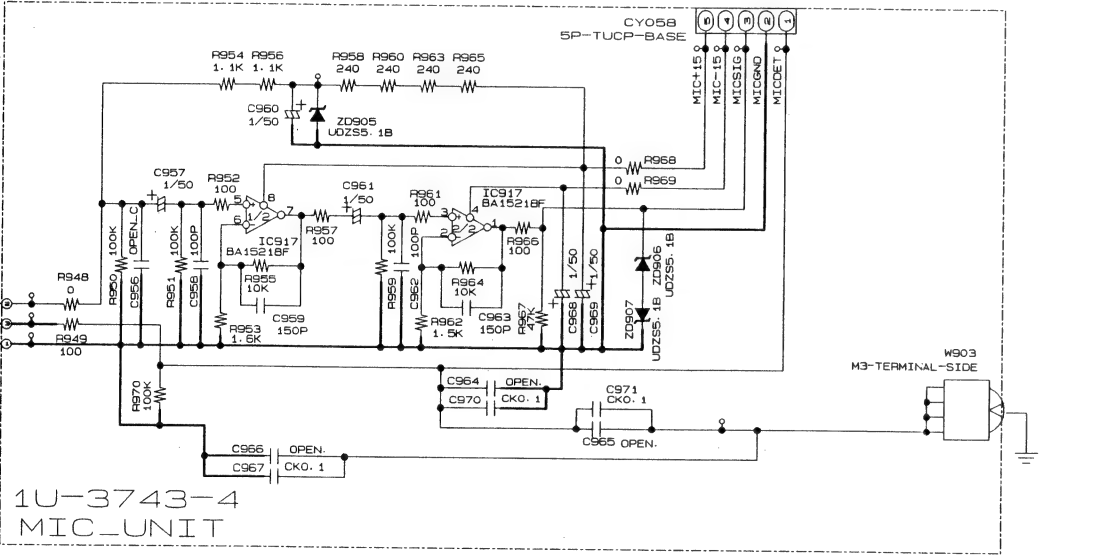 CY058
5P-TUCP-BASE
5 4 3 2 1
MIC+15
MIC-15
MICSIG
MICGND
MICDET
R954 R956 R958 R960 R963 R965
1. 1K 1. 1K 240 240 240 240
C960
1/50
+
ZD905
UDZS5. 1B
0 R968
0 R969
C957
1/50
+
R952
100
5 8
6 7
1/2
IC917
BA15218F
C961
1/50
+
R957
100
R961
100
IC917
BA15218F
3 4
2 1
2/2
R966
100
R950 100K
C956 OPEN_C
R951 100K
C958 100P
R955
10K
C959
150P
R953
1. 6K
R959 100K
C962 100P
R964
10K
C963
150P
R962
1. 5K
R967 47K
C968 1/50
+
C969 1/50
+
ZD906
UDZS5. 1B
ZD907
UDZS5. 1B
R948
0
R949
100
R970
100K
C964 OPEN.
C970 CK0. 1
C971
CK0. 1
C965 OPEN.
W903
M3-TERMINAL-SIDE
C966 OPEN.
C967 CK0. 1
1U-3743-4
MIC_UNIT